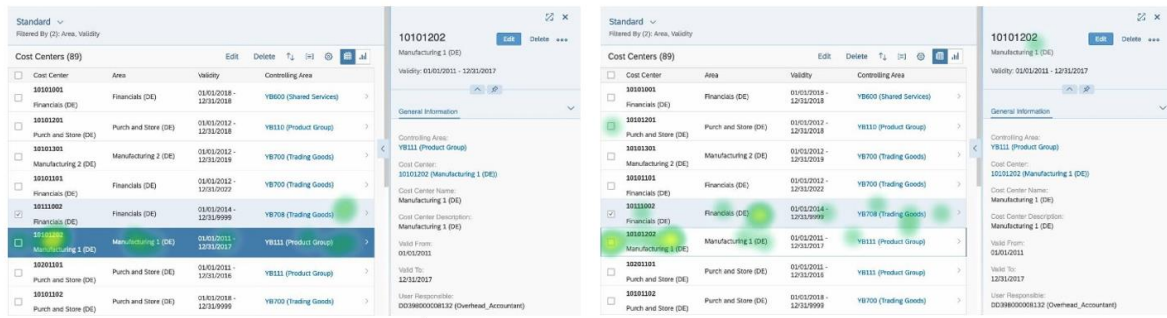 Standard
Filtered By (2): Area, Validity
Cost Centers (89) Edit Delete
Cost Center Area Validity Controlling Area
10101001
Financials (DE) Financials (DE) 01/01/2018 - 12/31/2018 YB600 (Shared Services)
10101201
Purch and Store (DE) Purch and Store (DE) 01/01/2012 - 12/31/2018 YB110 (Product Group)
10101301
Manufacturing 2 (DE) Manufacturing 2 (DE) 01/01/2012 - 12/31/2019 YB700 (Trading Goods)
10101101
Financials (DE) Financials (DE) 01/01/2012 - 12/31/2022 YB700 (Trading Goods)
10111002
Financials (DE) Financials (DE) 01/01/2014 - 12/31/9999 YB708 (Trading Goods)
10101202
Manufacturing 1 (DE) Manufacturing 1 (DE) 01/01/2011 - 12/31/2017 YB111 (Product Group)
10201101
Purch and Store (DE) Purch and Store (DE) 01/01/2011 - 12/31/2016 YB111 (Product Group)
10101102
Purch and Store (DE) Purch and Store (DE) 01/01/2018 - 12/31/9999 YB700 (Trading Goods)
10101202 Edit Delete
Manufacturing 1 (DE)
Validity: 01/01/2011 - 12/31/2017
General Information
Controlling Area:
YB111 (Product Group)
Cost Center:
10101202 (Manufacturing 1 (DE))
Cost Center Name:
Manufacturing 1 (DE)
Cost Center Description:
Manufacturing 1 (DE)
Valid From:
01/01/2011
Valid To:
12/31/2017
User Responsible:
DD398000008132 (Overhead_Accountant)
Standard
Filtered By (2): Area, Validity
Cost Centers (89) Edit Delete
Cost Center Area Validity Controlling Area
10101001
Financials (DE) Financials (DE) 01/01/2018 - 12/31/2018 YB600 (Shared Services)
10101201
Purch and Store (DE) Purch and Store (DE) 01/01/2012 - 12/31/2018 YB110 (Product Group)
10101301
Manufacturing 2 (DE) Manufacturing 2 (DE) 01/01/2012 - 12/31/2019 YB700 (Trading Goods)
10101101
Financials (DE) Financials (DE) 01/01/2012 - 12/31/2022 YB700 (Trading Goods)
10111002
Financials (DE) Financials (DE) 01/01/2014 - 12/31/9999 YB708 (Trading Goods)
10101202
Manufacturing 1 (DE) Manufacturing 1 (DE) 01/01/2011 - 12/31/2017 YB111 (Product Group)
10201101
Purch and Store (DE) Purch and Store (DE) 01/01/2011 - 12/31/2016 YB111 (Product Group)
10101102
Purch and Store (DE) Purch and Store (DE) 01/01/2018 - 12/31/9999 YB700 (Trading Goods)
10101202 Edit Delete
Manufacturing 1 (DE)
Validity: 01/01/2011 - 12/31/2017
General Information
Controlling Area:
YB111 (Product Group)
Cost Center:
10101202 (Manufacturing 1 (DE))
Cost Center Name:
Manufacturing 1 (DE)
Cost Center Description:
Manufacturing 1 (DE)
Valid From:
01/01/2011
Valid To:
12/31/2017
User Responsible:
DD398000008132 (Overhead_Accountant)